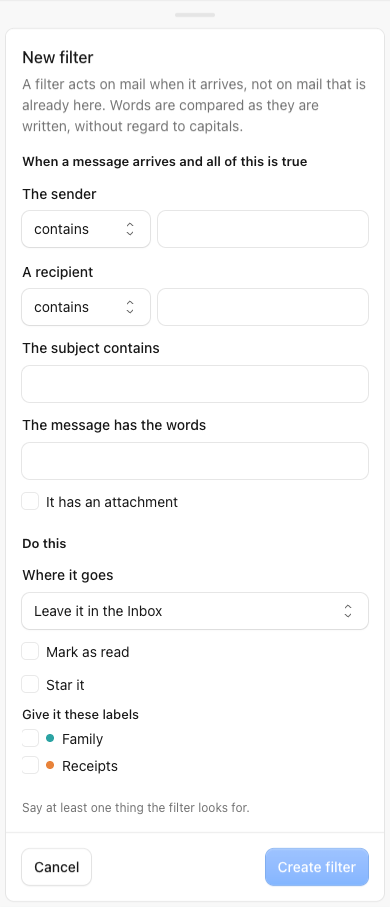 New filter
A filter acts on mail when it arrives, not on mail that is
already here. Words are compared as they are
written, without regard to capitals.
When a message arrives and all of this is true
The sender
contains
A recipient
contains
The subject contains
The message has the words
It has an attachment
Do this
Where it goes
Leave it in the Inbox
Mark as read
Star it
Give it these labels
Family
Receipts
Say at least one thing the filter looks for.
Cancel
Create filter